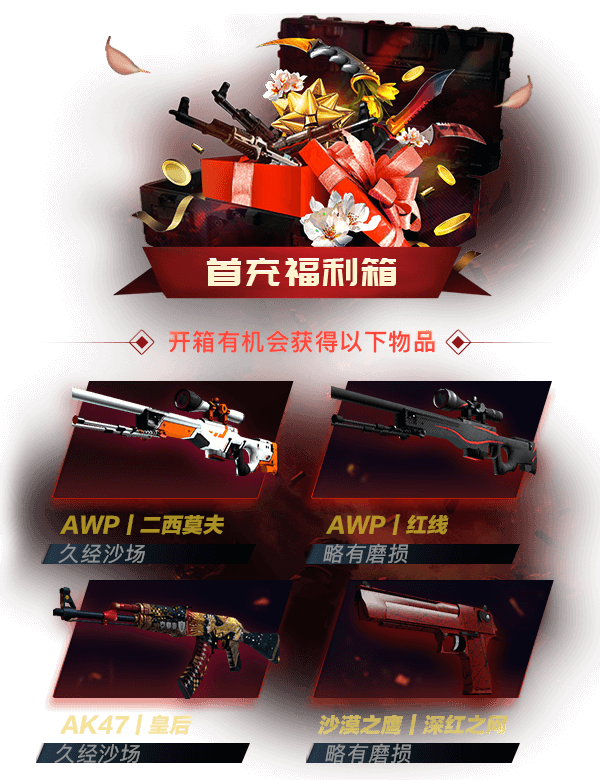 首充福利箱
开箱有机会获得以下物品
AWP | 二西莫夫
久经沙场
AWP | 红线
略有磨损
AK47 | 皇后
久经沙场
沙漠之鹰 | 深红之网
略有磨损